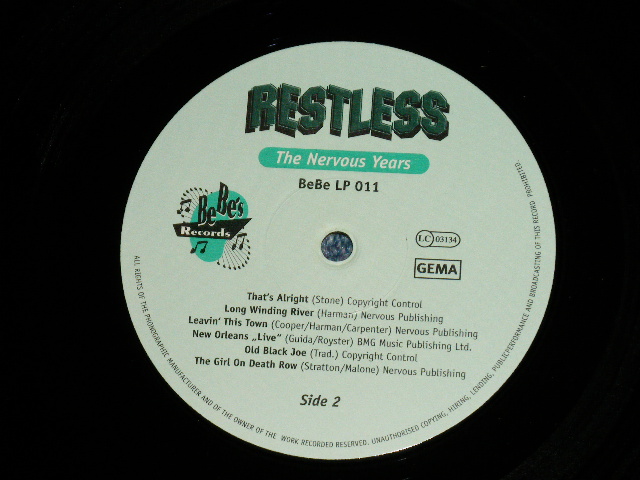 RESTLESS
The Nervous Years
BeBe LP 011
BeBe's
Records
LC 03134
GEMA
That's Alright (Stone) Copyright Control
Long Winding River (Harman) Nervous Publishing
Leavin' This Town (Cooper/Harman/Carpenter) Nervous Publishing
New Orleans „Live" (Guida/Royster) BMG Music Publishing Ltd.
Old Black Joe (Trad.) Copyright Control
The Girl On Death Row (Stratton/Malone) Nervous Publishing
Side 2
ALL RIGHTS OF THE PHONOGRAPHIC MANUFACTURER AND OF THE OWNER OF THE WORK RECORDED RESERVED. UNAUTHORISED COPYING, HIRING, LENDING, PUBLICPERFORMANCE AND BROADCASTING OF THIS RECORD PROHIBITED.